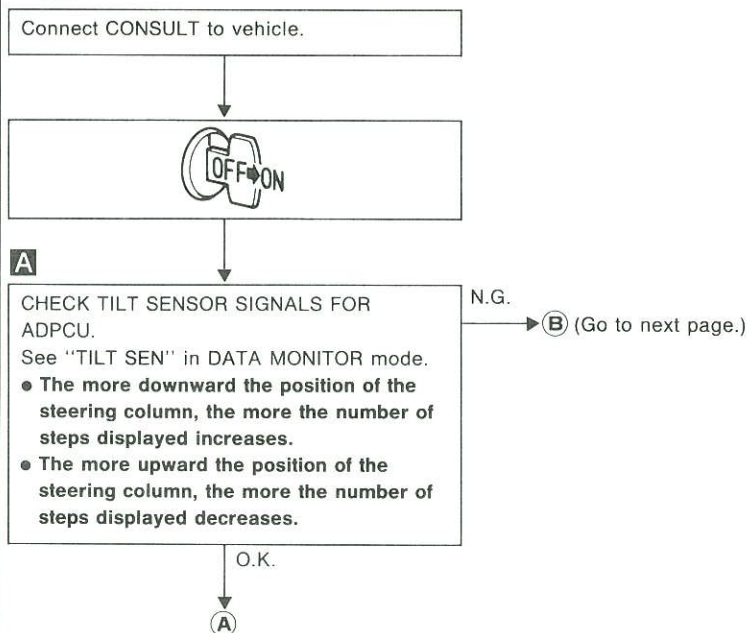 Connect CONSULT to vehicle.
OFF➡ON
A
CHECK TILT SENSOR SIGNALS FOR
ADPCU.
See "TILT SEN" in DATA MONITOR mode.
● The more downward the position of the
steering column, the more the number of
steps displayed increases.
● The more upward the position of the
steering column, the more the number of
steps displayed decreases.
N.G.
B (Go to next page.)
O.K.
A